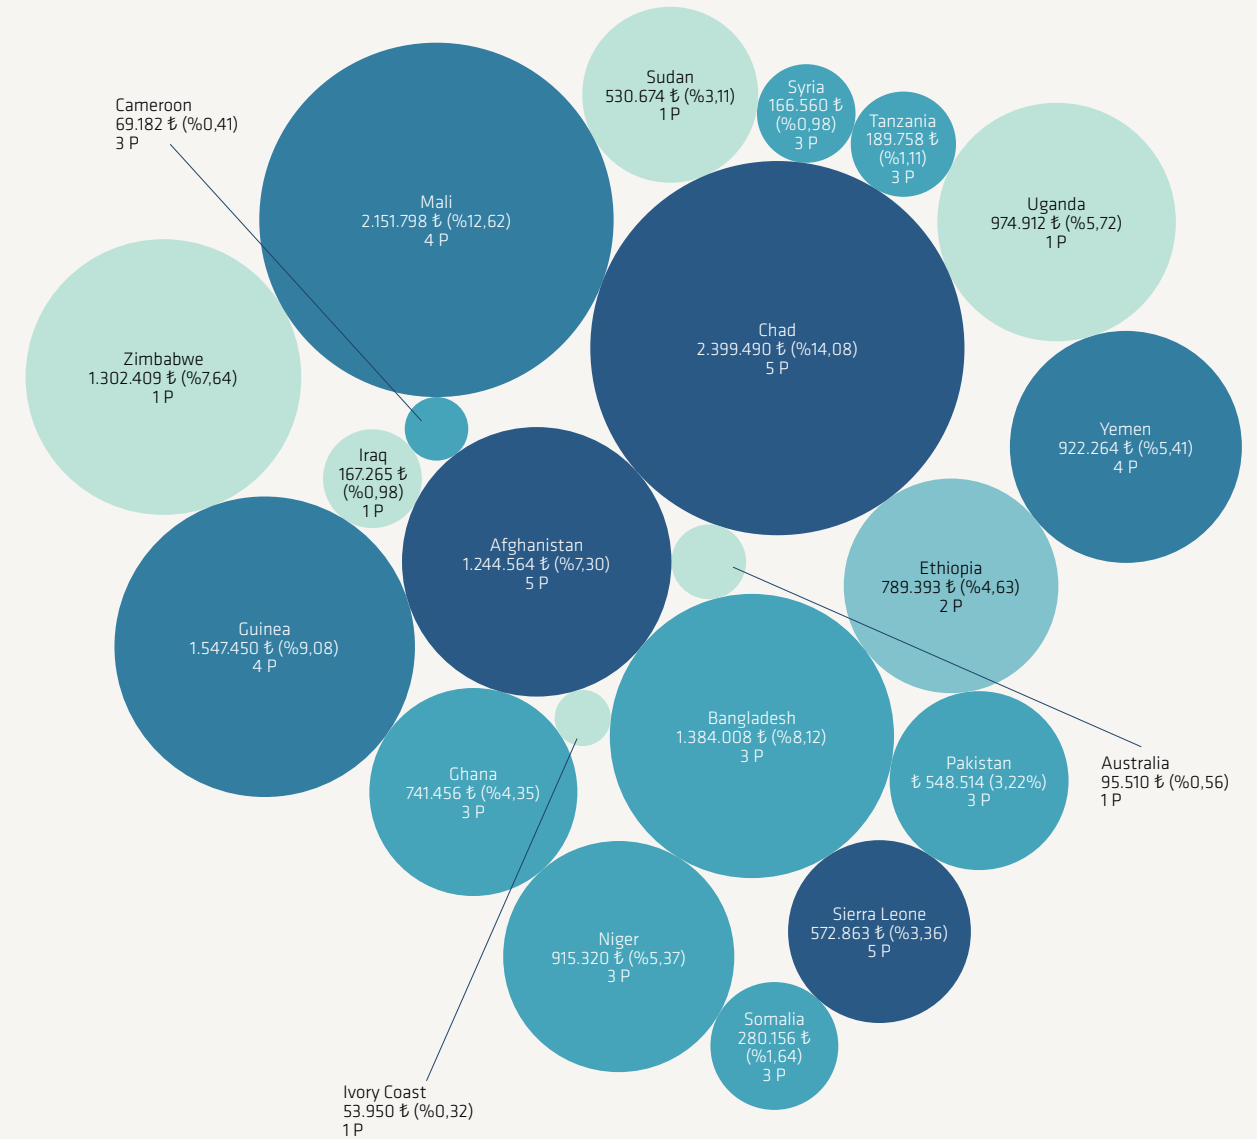 Sudan
530.674 ₺ (%3,11)
1 P
Syria
166.560 ₺
(%0,98)
3 P
Cameroon
69.182 ₺ (%0,41)
3 P
Tanzania
189.758 ₺
(%1,11)
3 P
Mali
2.151.798 ₺ (%12,62)
4 P
Uganda
974.912 ₺ (%5,72)
1 P
Chad
2.399.490 ₺ (%14,08)
5 P
Zimbabwe
1.302.409 ₺ (%7,64)
1 P
Yemen
922.264 ₺ (%5,41)
4 P
Iraq
167.265 ₺
(%0,98)
1 P
Afghanistan
1.244.564 ₺ (%7,30)
5 P
Ethiopia
789.393 ₺ (%4,63)
2 P
Guinea
1.547.450 ₺ (%9,08)
4 P
Bangladesh
1.384.008 ₺ (%8,12)
3 P
Ghana
741.456 ₺ (%4,35)
3 P
Pakistan
₺ 548.514 (3,22%)
3 P
Australia
95.510 ₺ (%0,56)
1 P
Sierra Leone
572.863 ₺ (%3,36)
5 P
Niger
915.320 ₺ (%5,37)
3 P
Somalia
280.156 ₺
(%1,64)
3 P
Ivory Coast
53.950 ₺ (%0,32)
1 P